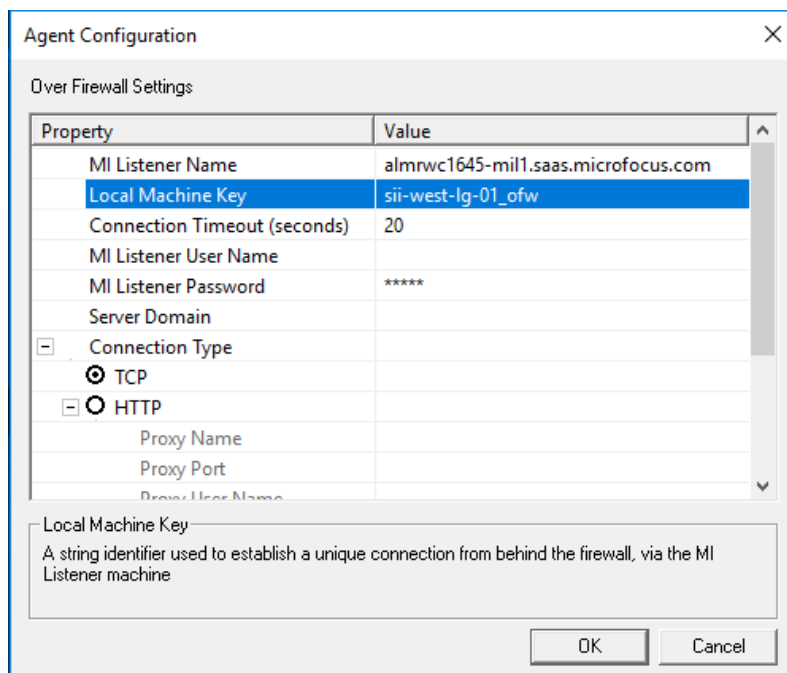 Agent Configuration
Over Firewall Settings
Property Value
MI Listener Name almrwc1645-mil1.saas.microfocus.com
Local Machine Key sii-west-lg-01_ofw
Connection Timeout (seconds) 20
MI Listener User Name
MI Listener Password *****
Server Domain
Connection Type
TCP
HTTP
Proxy Name
Proxy Port
Proxy User Name
Local Machine Key
A string identifier used to establish a unique connection from behind the firewall, via the MI
Listener machine
OK Cancel